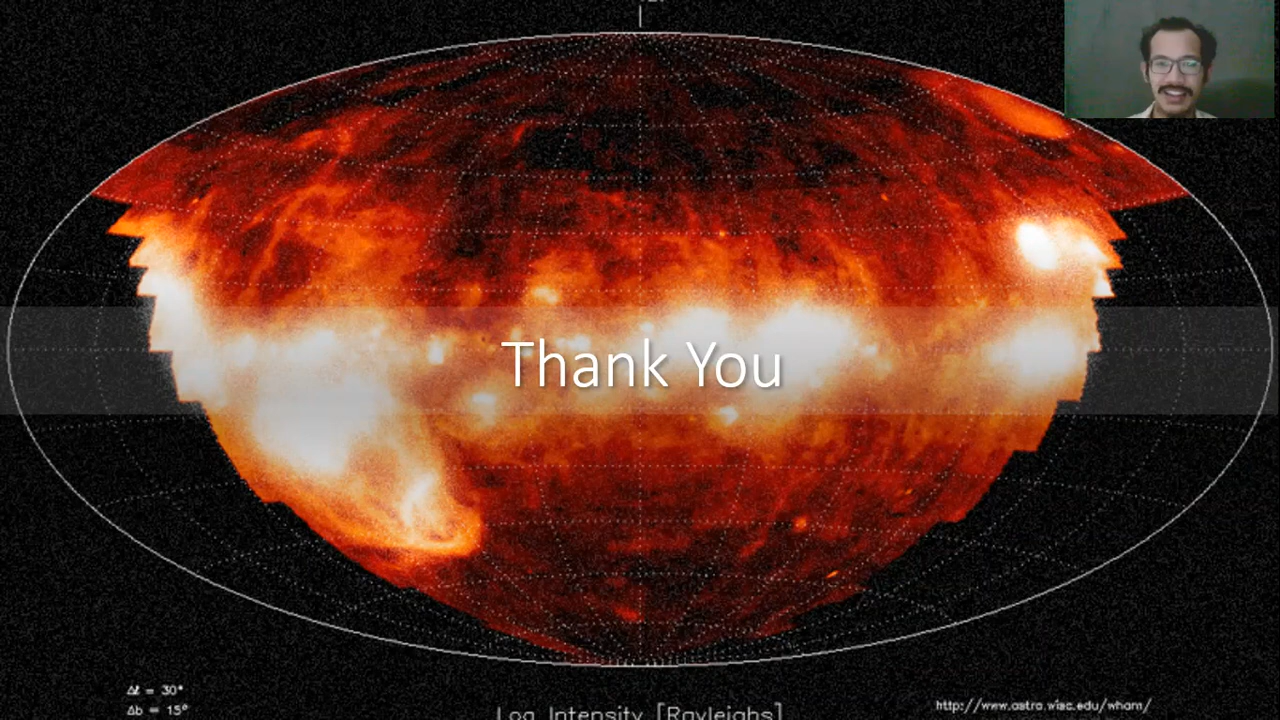 Thank You
Δℓ = 30°
Δb = 15°
Log Intensity [Rayleighs]
http://www.astro.wisc.edu/wham/